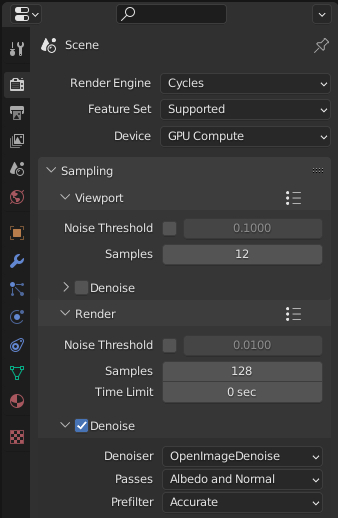 Scene
Render Engine Cycles
Feature Set Supported
Device GPU Compute
Sampling
Viewport
Noise Threshold 0.1000
Samples 12
Denoise
Render
Noise Threshold 0.0100
Samples 128
Time Limit 0 sec
Denoise
Denoiser OpenImageDenoise
Passes Albedo and Normal
Prefilter Accurate